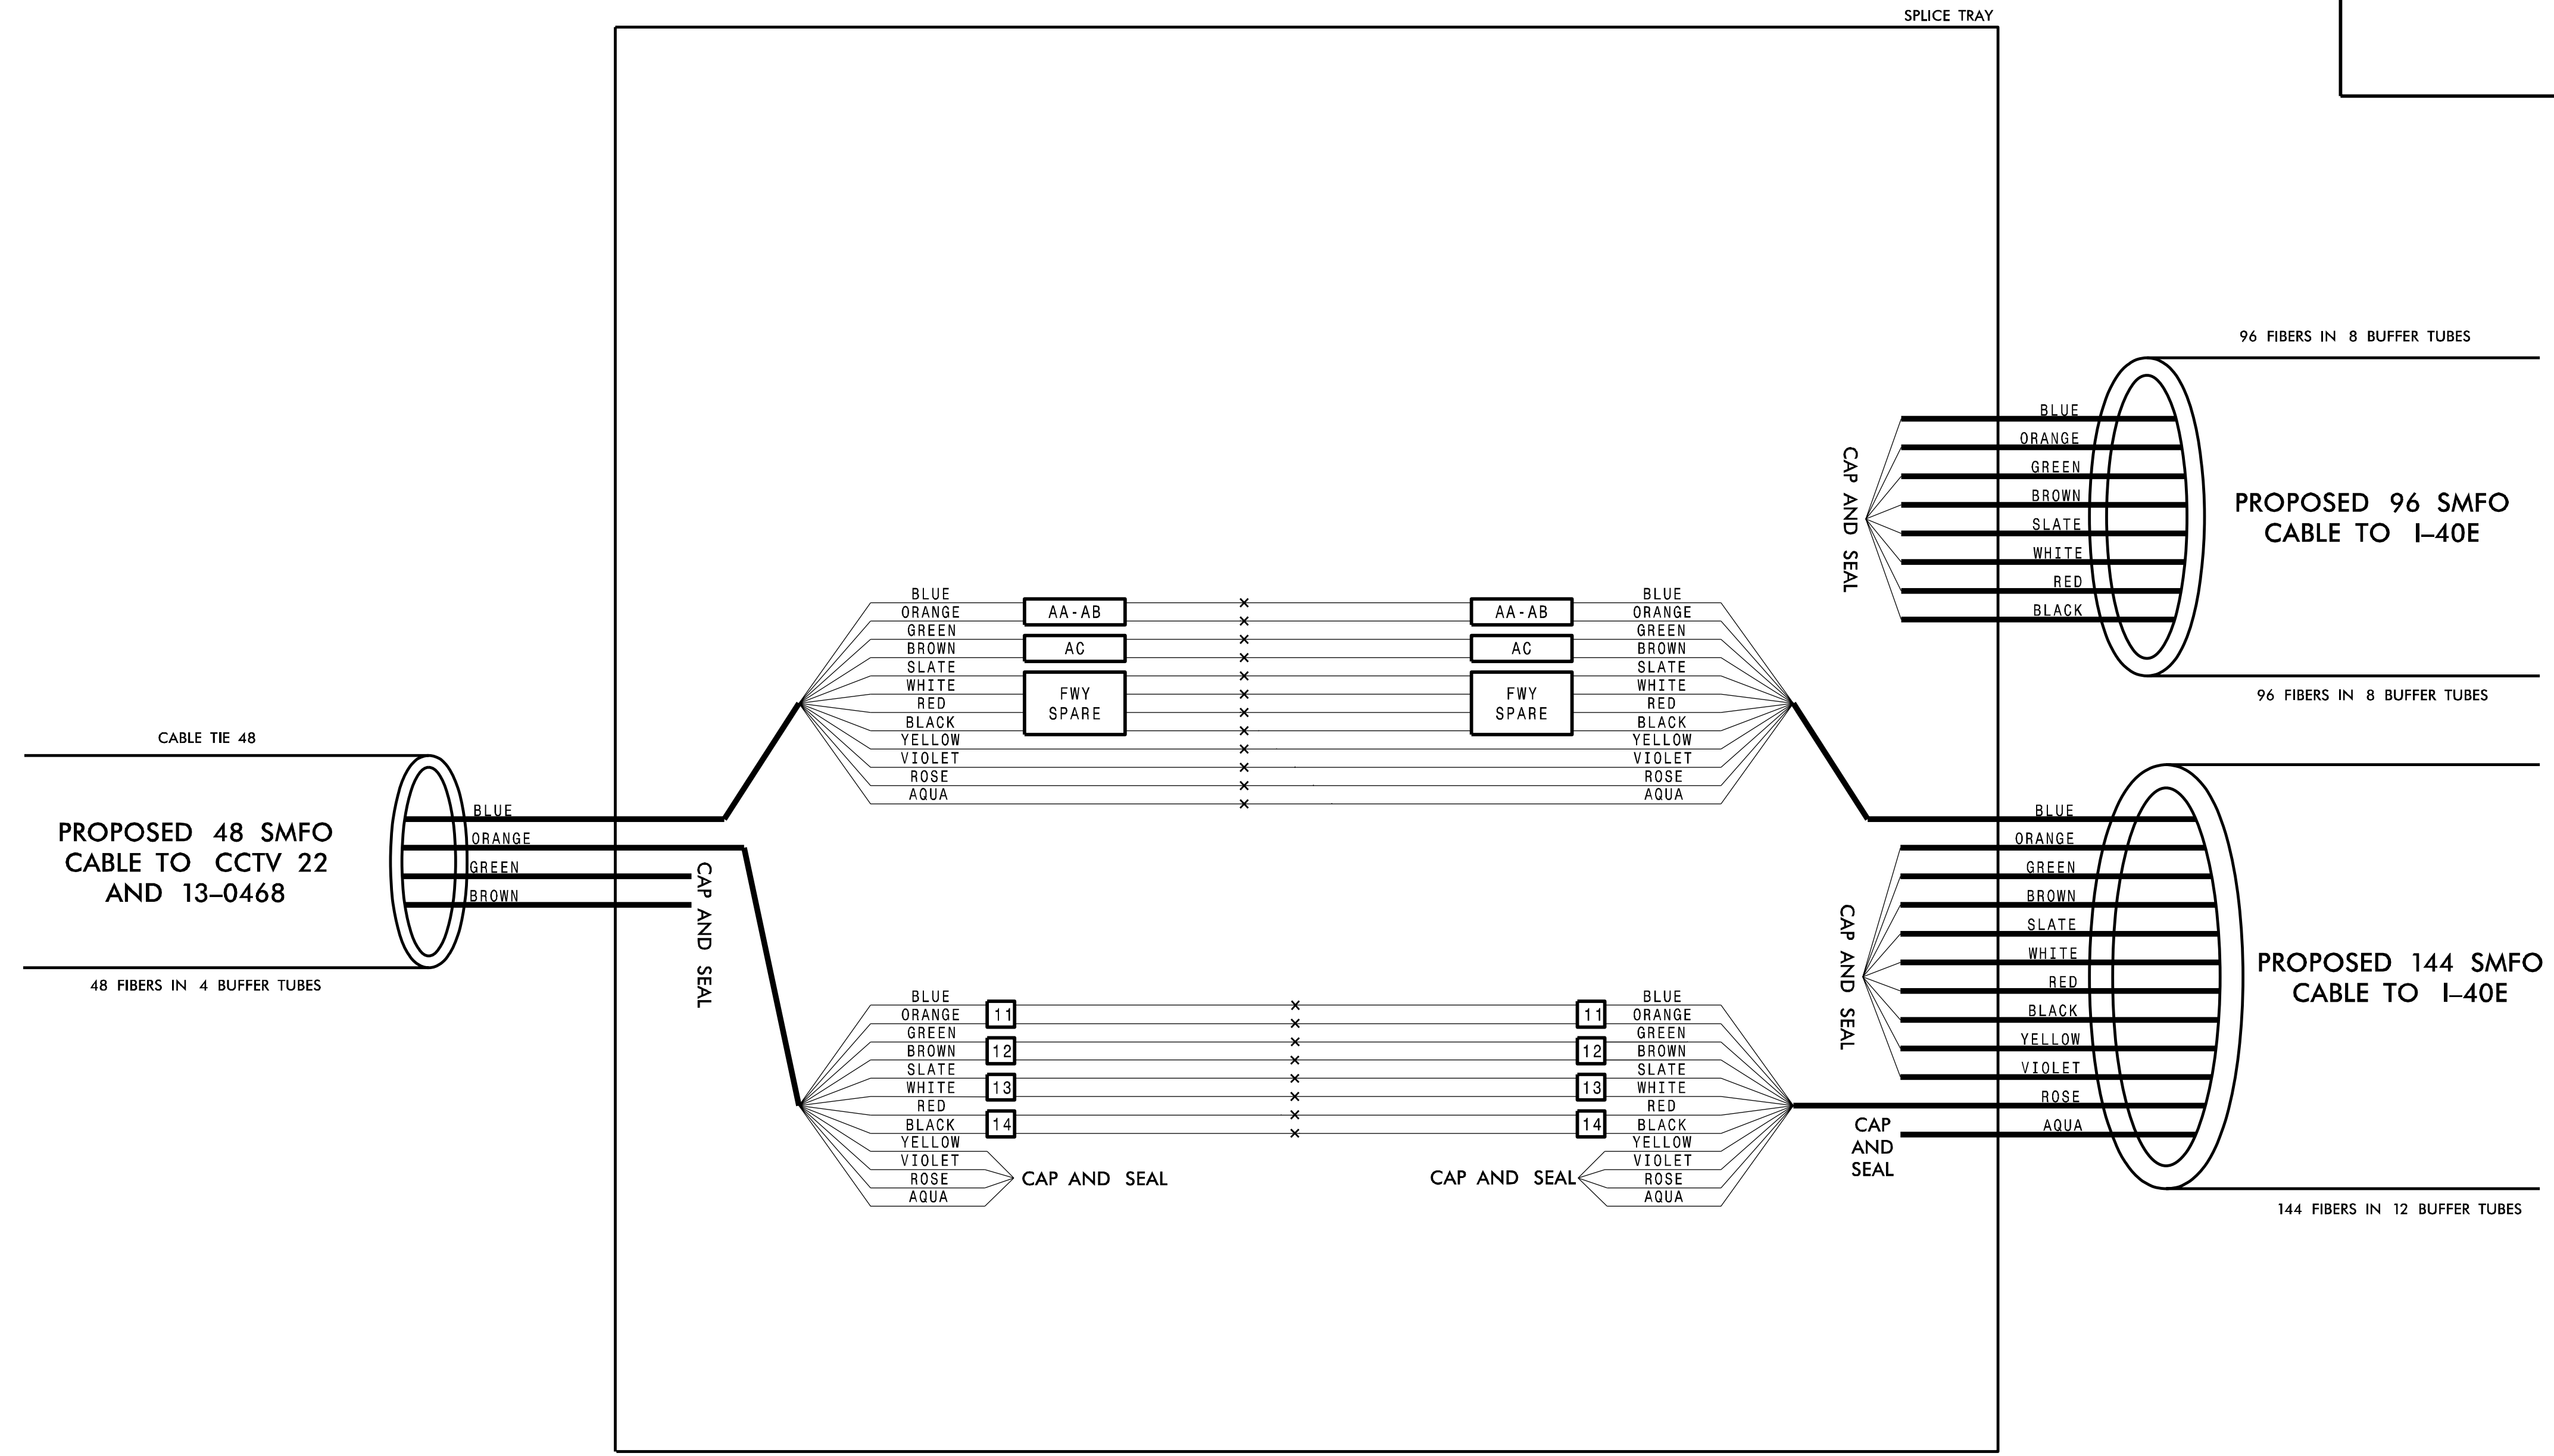 SPLICE TRAY
CABLE TIE 48
PROPOSED 48 SMFO
CABLE TO CCTV 22
AND 13–0468
48 FIBERS IN 4 BUFFER TUBES
BLUE
ORANGE
GREEN
BROWN
CAP AND SEAL
BLUE
ORANGE
GREEN
BROWN
SLATE
WHITE
RED
BLACK
YELLOW
VIOLET
ROSE
AQUA
AA-AB
AC
FWY
SPARE
AA-AB
AC
FWY
SPARE
BLUE
ORANGE
GREEN
BROWN
SLATE
WHITE
RED
BLACK
YELLOW
VIOLET
ROSE
AQUA
BLUE
ORANGE
GREEN
BROWN
SLATE
WHITE
RED
BLACK
YELLOW
VIOLET
ROSE
AQUA
11
12
13
14
CAP AND SEAL
11
12
13
14
CAP AND SEAL
BLUE
ORANGE
GREEN
BROWN
SLATE
WHITE
RED
BLACK
YELLOW
VIOLET
ROSE
AQUA
96 FIBERS IN 8 BUFFER TUBES
CAP AND SEAL
BLUE
ORANGE
GREEN
BROWN
SLATE
WHITE
RED
BLACK
PROPOSED 96 SMFO
CABLE TO I–40E
96 FIBERS IN 8 BUFFER TUBES
CAP AND SEAL
BLUE
ORANGE
GREEN
BROWN
SLATE
WHITE
RED
BLACK
YELLOW
VIOLET
ROSE
AQUA
CAP
AND
SEAL
PROPOSED 144 SMFO
CABLE TO I–40E
144 FIBERS IN 12 BUFFER TUBES